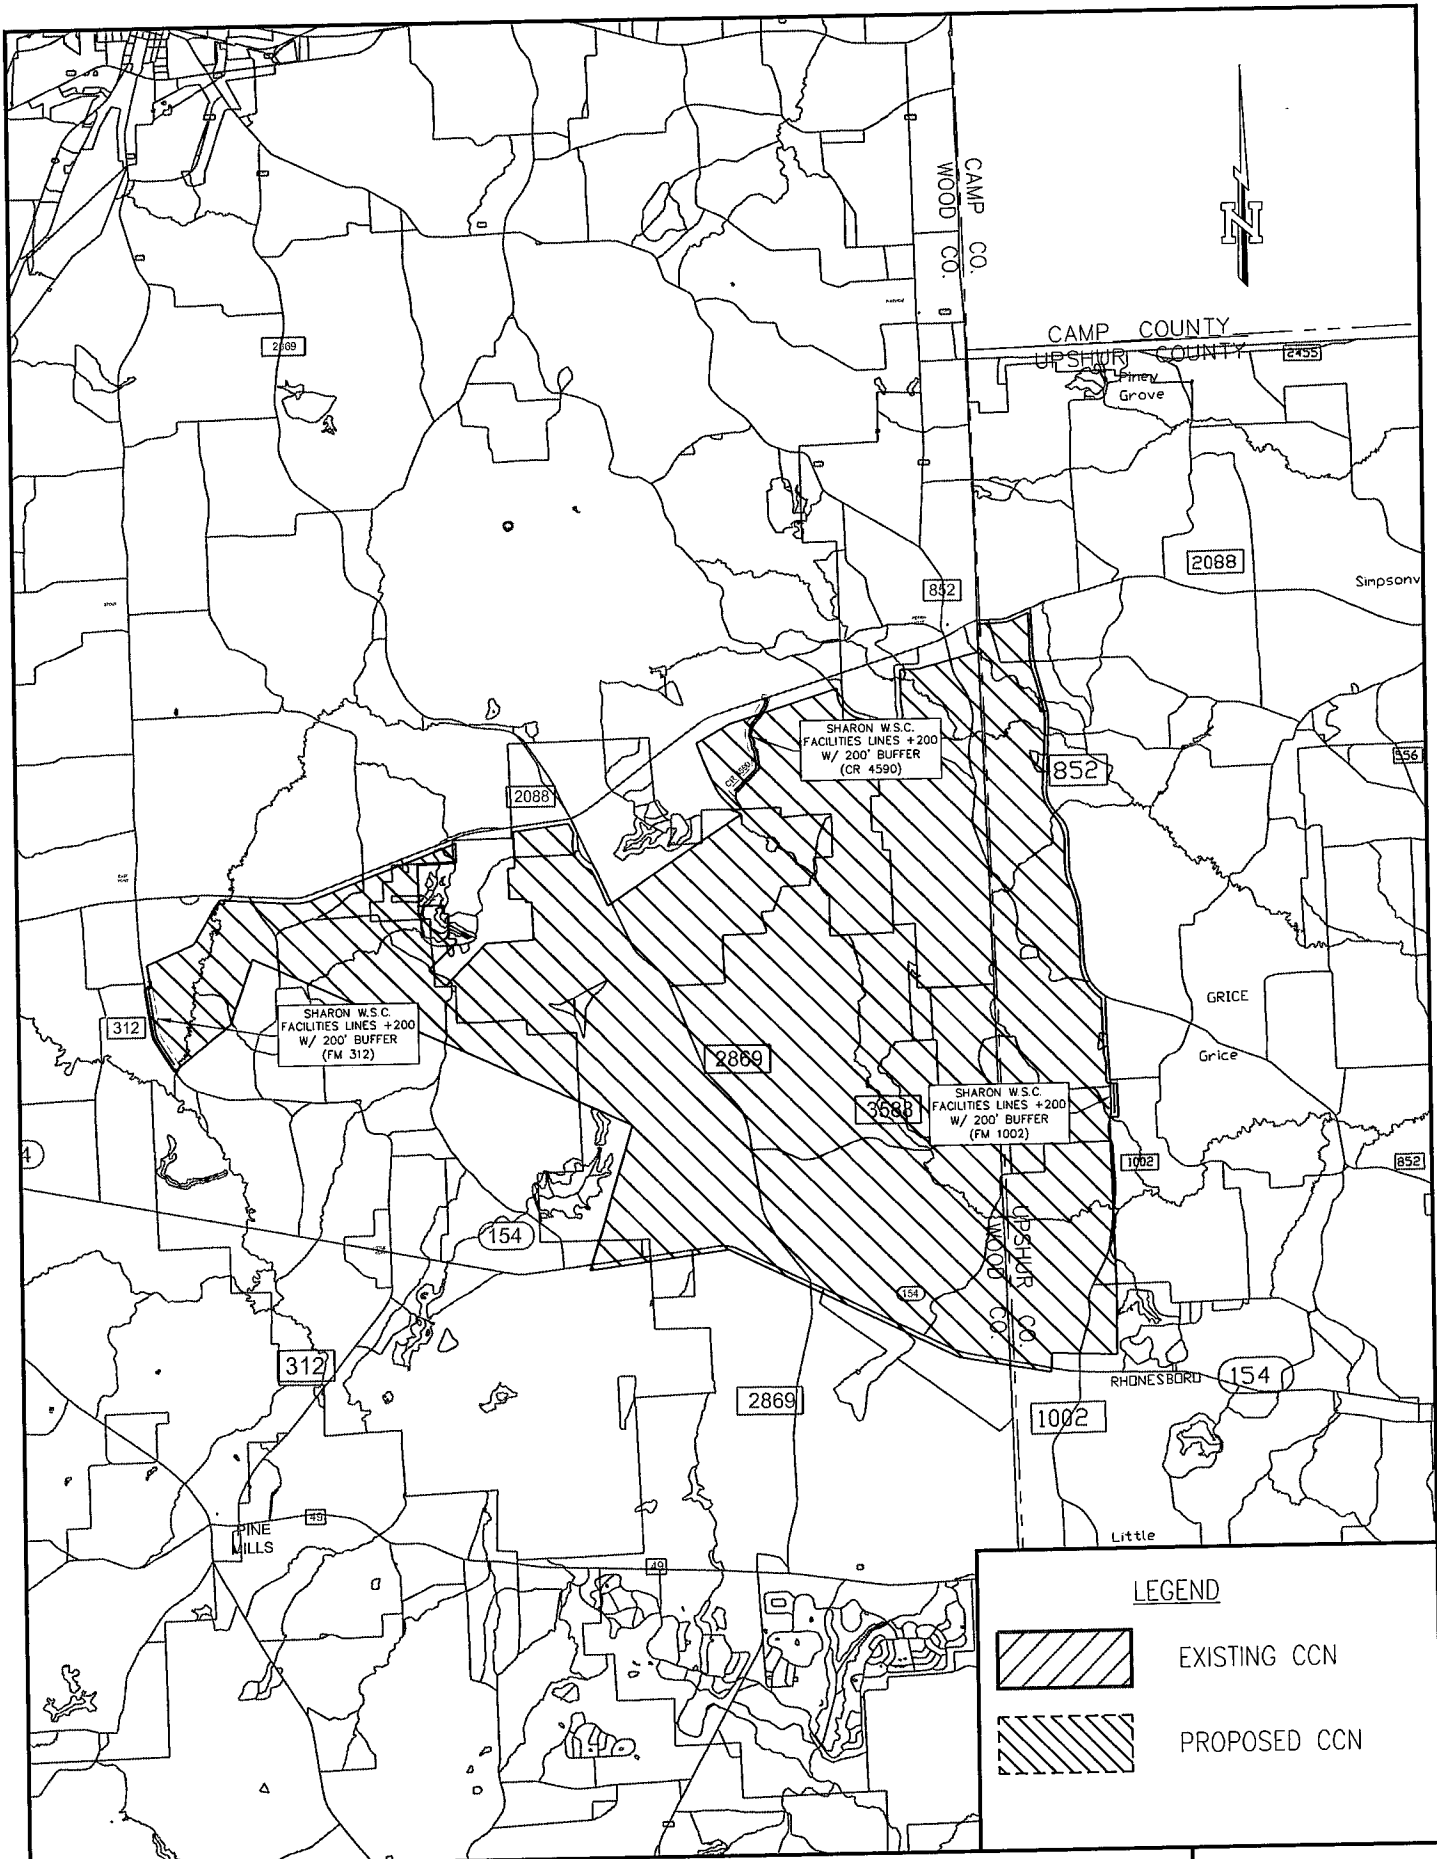 CAMP CO.
WOOD CO.
N
CAMP COUNTY
UPSHUR COUNTY
2455
Piney
Grove
2869
2088
Simpsonv
852
SHARON W.S.C.
FACILITIES LINES +200
W/ 200' BUFFER
(CR 4590)
852
556
2088
GRICE
Grice
312
SHARON W.S.C.
FACILITIES LINES +200
W/ 200' BUFFER
(FM 312)
2869
3588
SHARON W.S.C.
FACILITIES LINES +200
W/ 200' BUFFER
(FM 1002)
4
1002
852
154
UPSHUR CO.
WOOD CO.
154
312
RHONESBORO
154
2869
1002
49
PINE
MILLS
Little
49
LEGEND
EXISTING CCN
PROPOSED CCN